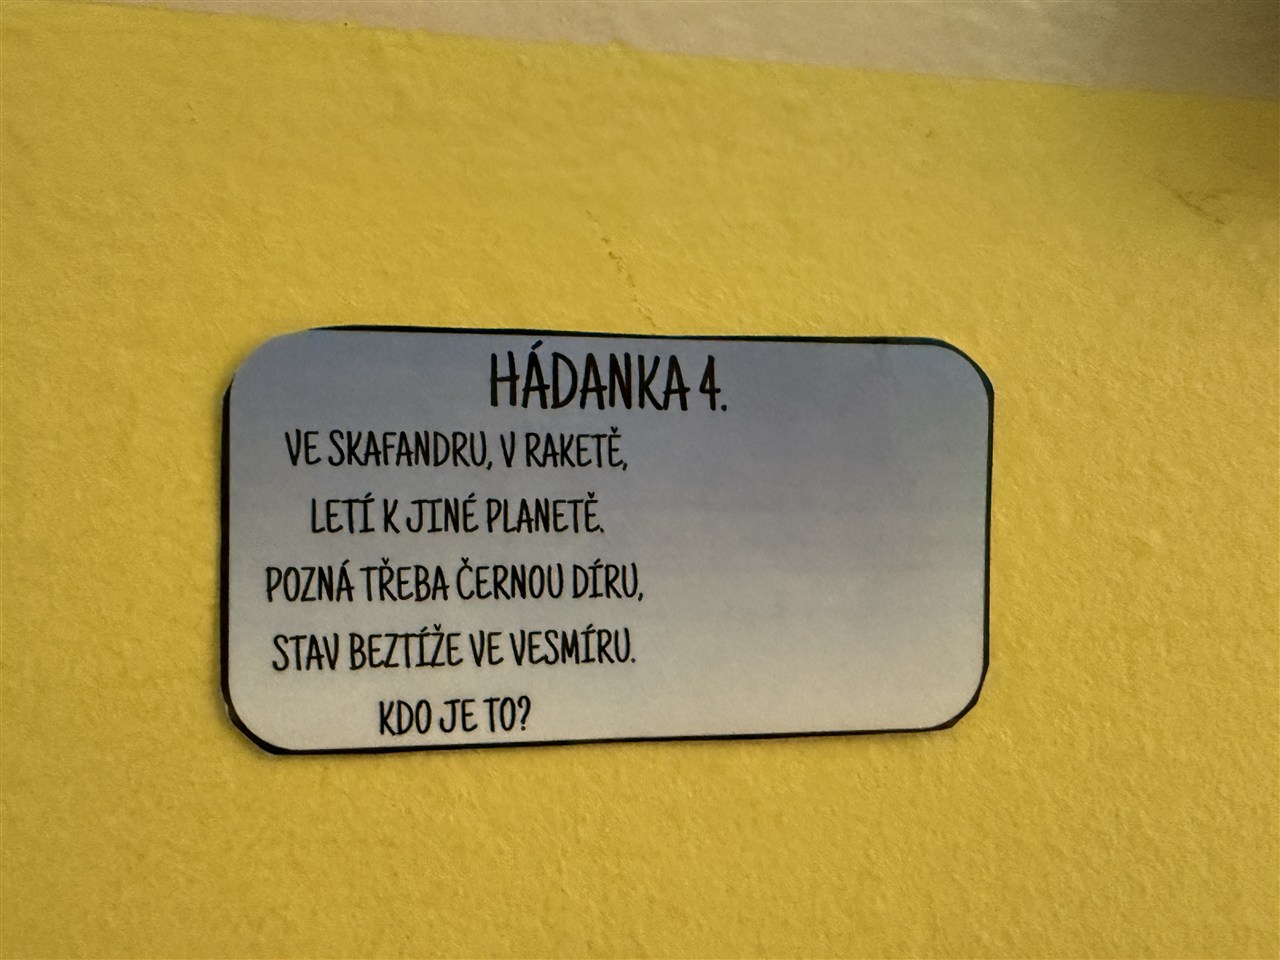 HÁDANKA 4.
VE SKAFANDRU, V RAKETĚ,
LETÍ K JINÉ PLANETĚ.
POZNÁ TŘEBA ČERNOU DÍRU,
STAV BEZTÍŽE VE VESMÍRU.
KDO JE TO?